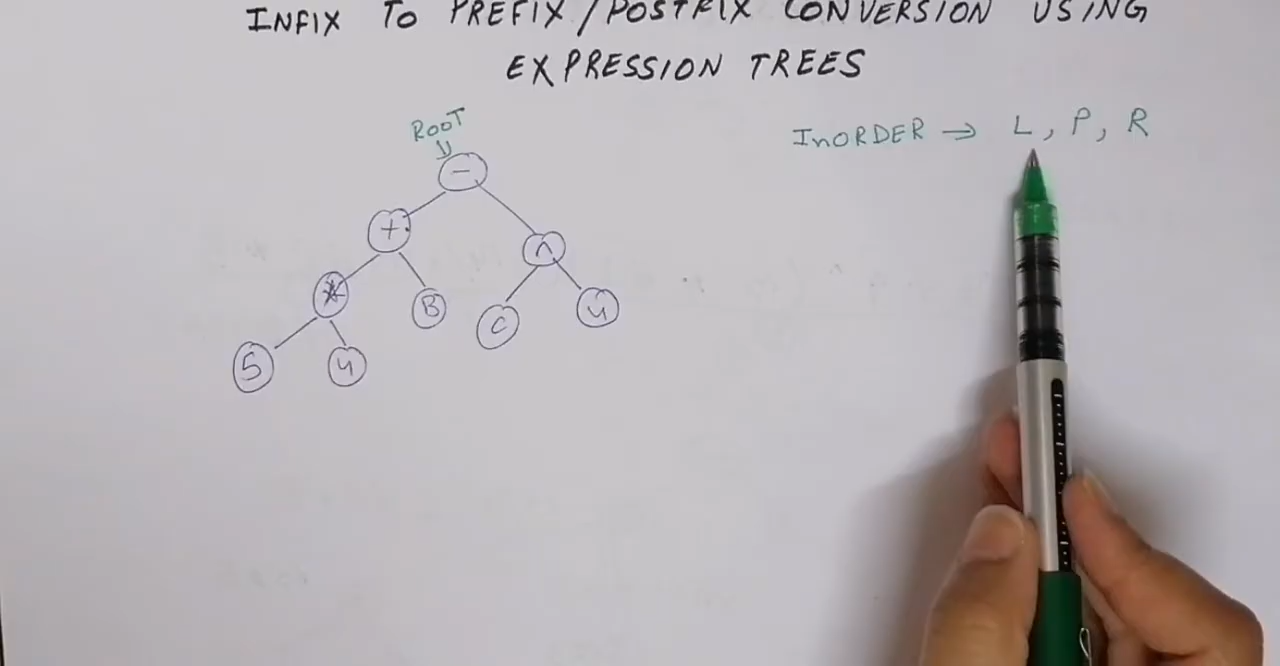 INFIX TO PREFIX/POSTFIX CONVERSION USING
EXPRESSION TREES
ROOT
InORDER → L, P, R
-
+
^
*
B
C
4
5
4